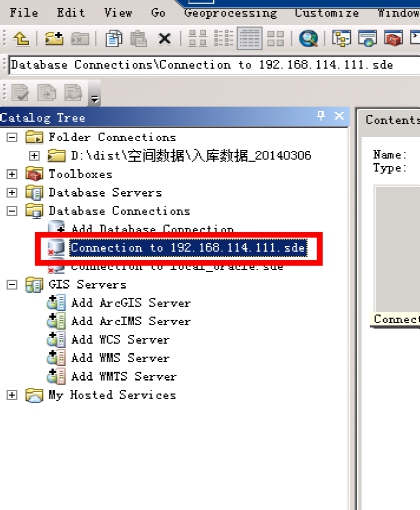 File Edit View Go Geoprocessing Customize Window
Database Connections\Connection to 192.168.114.111.sde
Catalog Tree
Contents
Folder Connections
D:\dist\空间数据\入库数据_20140306
Name:
Type:
Toolboxes
Database Servers
Database Connections
Add Database Connection
Connection to 192.168.114.111.sde
Connection to local_oracle.sde
GIS Servers
Add ArcGIS Server
Add ArcIMS Server
Connect
Add WCS Server
Add WMS Server
Add WMTS Server
My Hosted Services